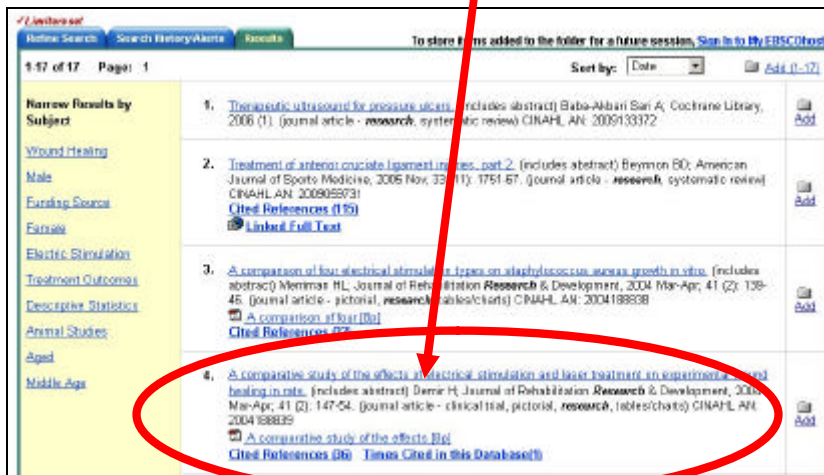 Limiters set
Refine Search Search History/Alerts Results
To store items added to the folder for a future session, Sign In to My EBSCOhost
1-17 of 17 Page: 1
Sort by: Date
Add (1-17)
Narrow Results by Subject
Wound Healing
Male
Funding Source
Female
Electric Stimulation
Treatment Outcomes
Descriptive Statistics
Animal Studies
Aged
Middle Age
1. Therapeutic ultrasound for pressure ulcers. (includes abstract) Baba-Akbari Sari A; Cochrane Library,
2006 (1). (journal article - research, systematic review) CINAHL AN: 2009133372
Add
2. Treatment of anterior cruciate ligament injuries, part 2. (includes abstract) Beynnon BD; American
Journal of Sports Medicine, 2005 Nov; 33 (11): 1751-67. (journal article - research, systematic review)
CINAHL AN: 2009059731
Cited References (115)
Linked Full Text
Add
3. A comparison of four electrical stimulation types on staphylococcus aureus growth in vitro. (includes
abstract) Merriman HL; Journal of Rehabilitation Research & Development, 2004 Mar-Apr; 41 (2): 139-
46. (journal article - pictorial, research, tables/charts) CINAHL AN: 2004188838
A comparison of four [8p]
Cited References
Add
4. A comparative study of the effects of electrical stimulation and laser treatment on experimental wound
healing in rats. (includes abstract) Demir H; Journal of Rehabilitation Research & Development, 2004
Mar-Apr; 41 (2): 147-54. (journal article - clinical trial, pictorial, research, tables/charts) CINAHL AN:
2004188839
A comparative study of the effects [8p]
Cited References (36) Times Cited in this Database(1)
Add